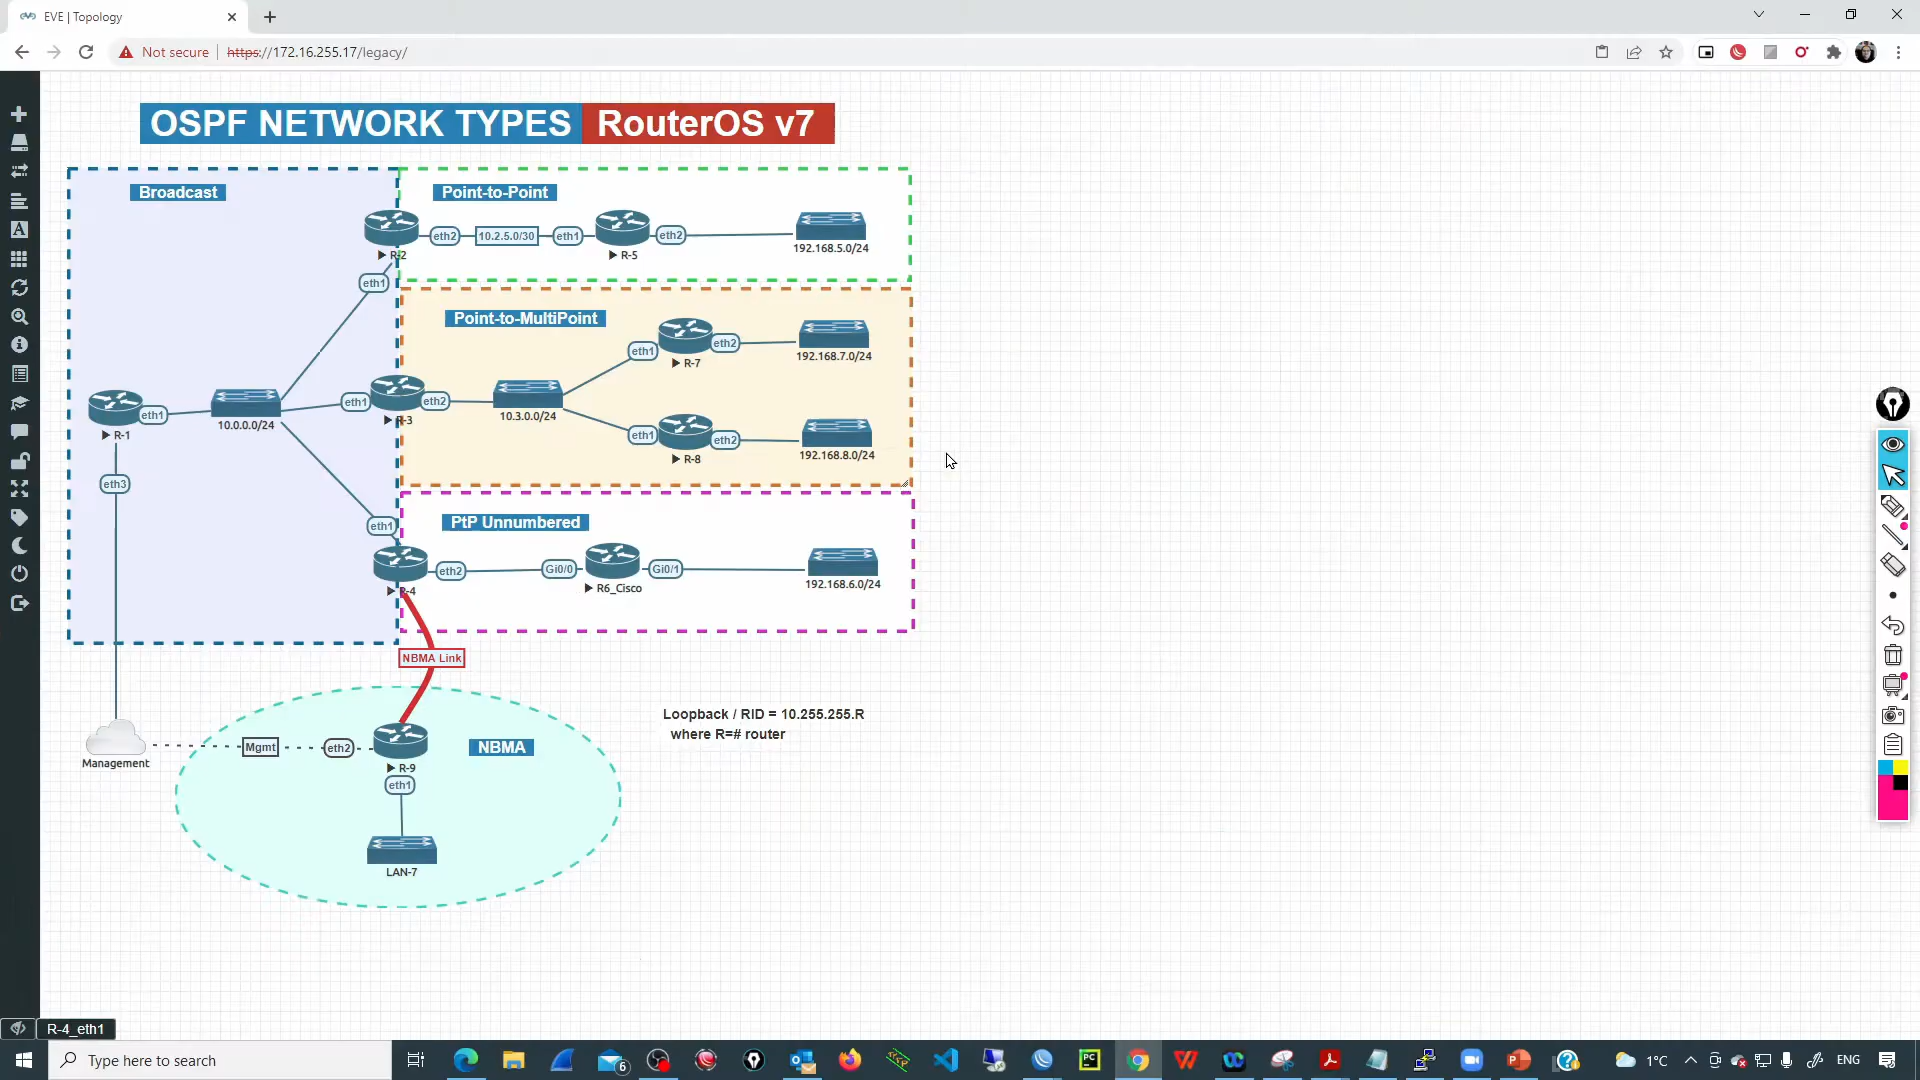 EVE | Topology
Not secure
https://172.16.255.17/legacy/
OSPF NETWORK TYPES RouterOS v7
Broadcast
Point-to-Point
eth2
10.2.5.0/30
eth1
eth2
R-2
R-5
192.168.5.0/24
eth1
Point-to-MultiPoint
eth1
eth2
R-7
192.168.7.0/24
eth1
10.0.0.0/24
R-1
eth1
eth2
R-3
10.3.0.0/24
eth1
eth2
R-8
192.168.8.0/24
eth3
eth1
PtP Unnumbered
eth2
Gi0/0
Gi0/1
R-4
R6_Cisco
192.168.6.0/24
NBMA Link
Loopback / RID = 10.255.255.R
where R=# router
Management
Mgmt
eth2
NBMA
R-9
eth1
LAN-7
R-4_eth1
Type here to search
6
1°C
ENG